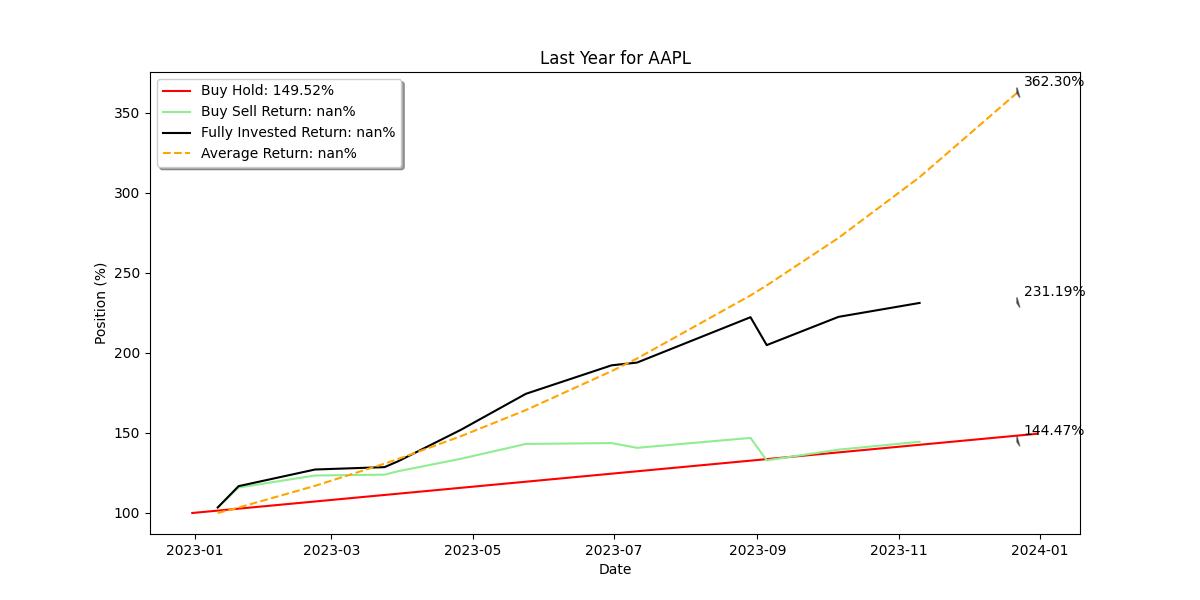 Last Year for AAPL
Buy Hold: 149.52%
Buy Sell Return: nan%
Fully Invested Return: nan%
Average Return: nan%
362.30%
231.19%
144.47%
Position (%)
350
300
250
200
150
100
2023-01 2023-03 2023-05 2023-07 2023-09 2023-11 2024-01
Date